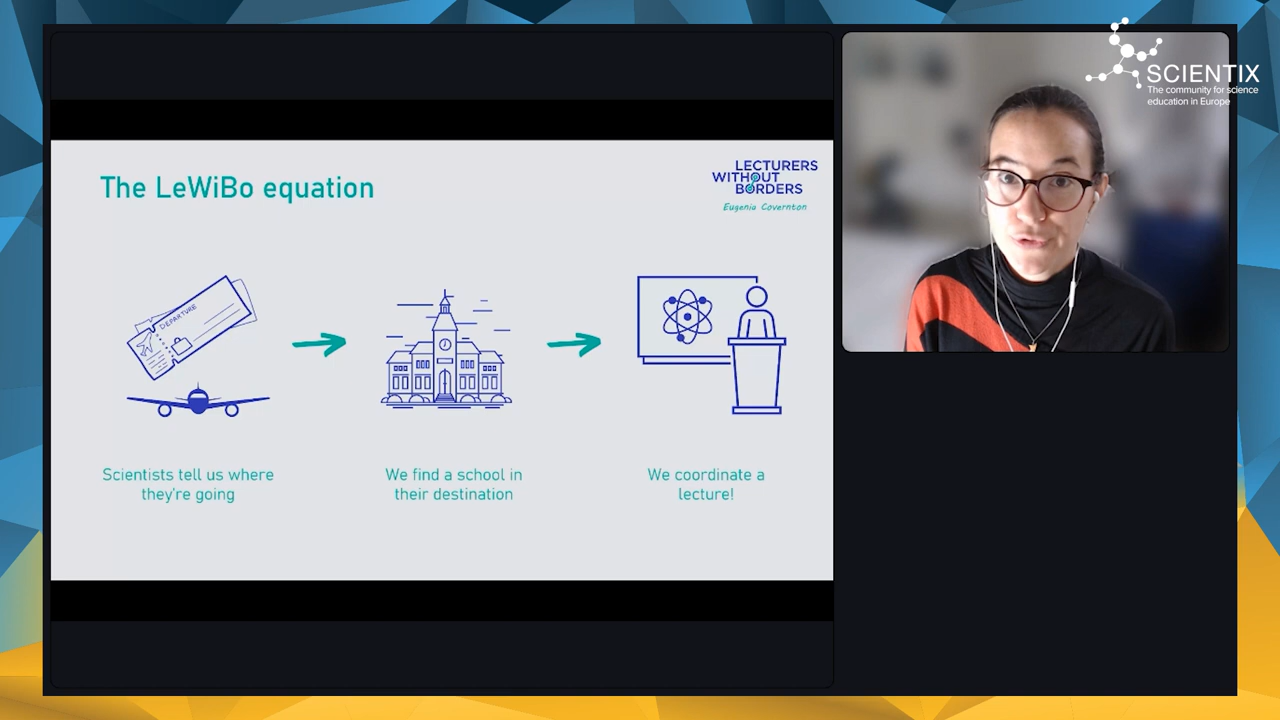 The LeWiBo equation
LECTURERS
WITHOUT
BORDERS
Eugenia Covernton
DEPARTURE
Scientists tell us where
they're going
We find a school in
their destination
We coordinate a
lecture!
SCIENTIX
The community for science
education in Europe